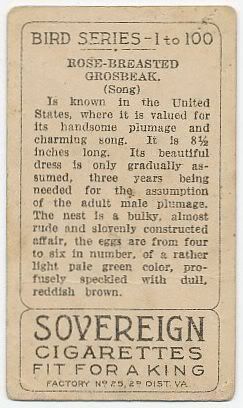 BIRD SERIES-1 to 100
ROSE-BREASTED
GROSBEAK.
(Song)
Is known in the United
States, where it is valued for
its handsome plumage and
charming song. It is 8½
inches long. Its beautiful
dress is only gradually as-
sumed, three years being
needed for the assumption
of the adult male plumage.
The nest is a bulky, almost
rude and slovenly constructed
affair, the eggs are from four
to six in number, of a rather
light pale green color, pro-
fusely speckled with dull,
reddish brown.
SOVEREIGN
CIGARETTES
FIT FOR A KING
FACTORY Nº 25, 2ᴰ DIST. VA.